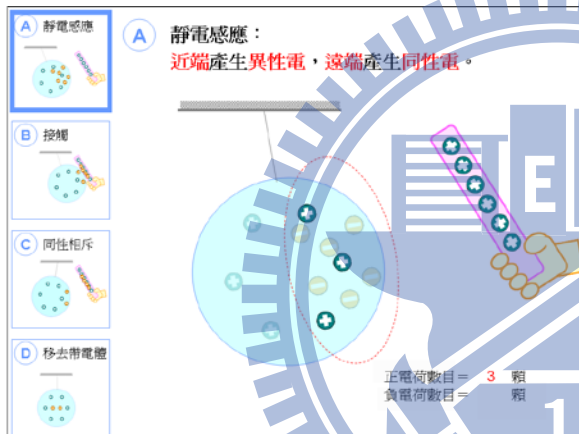 A 靜電感應
B 接觸
C 同性相斥
D 移去帶電體
A 靜電感應：
近端產生異性電，遠端產生同性電。
正電荷數目＝ 3 顆
負電荷數目＝ 顆
E
1